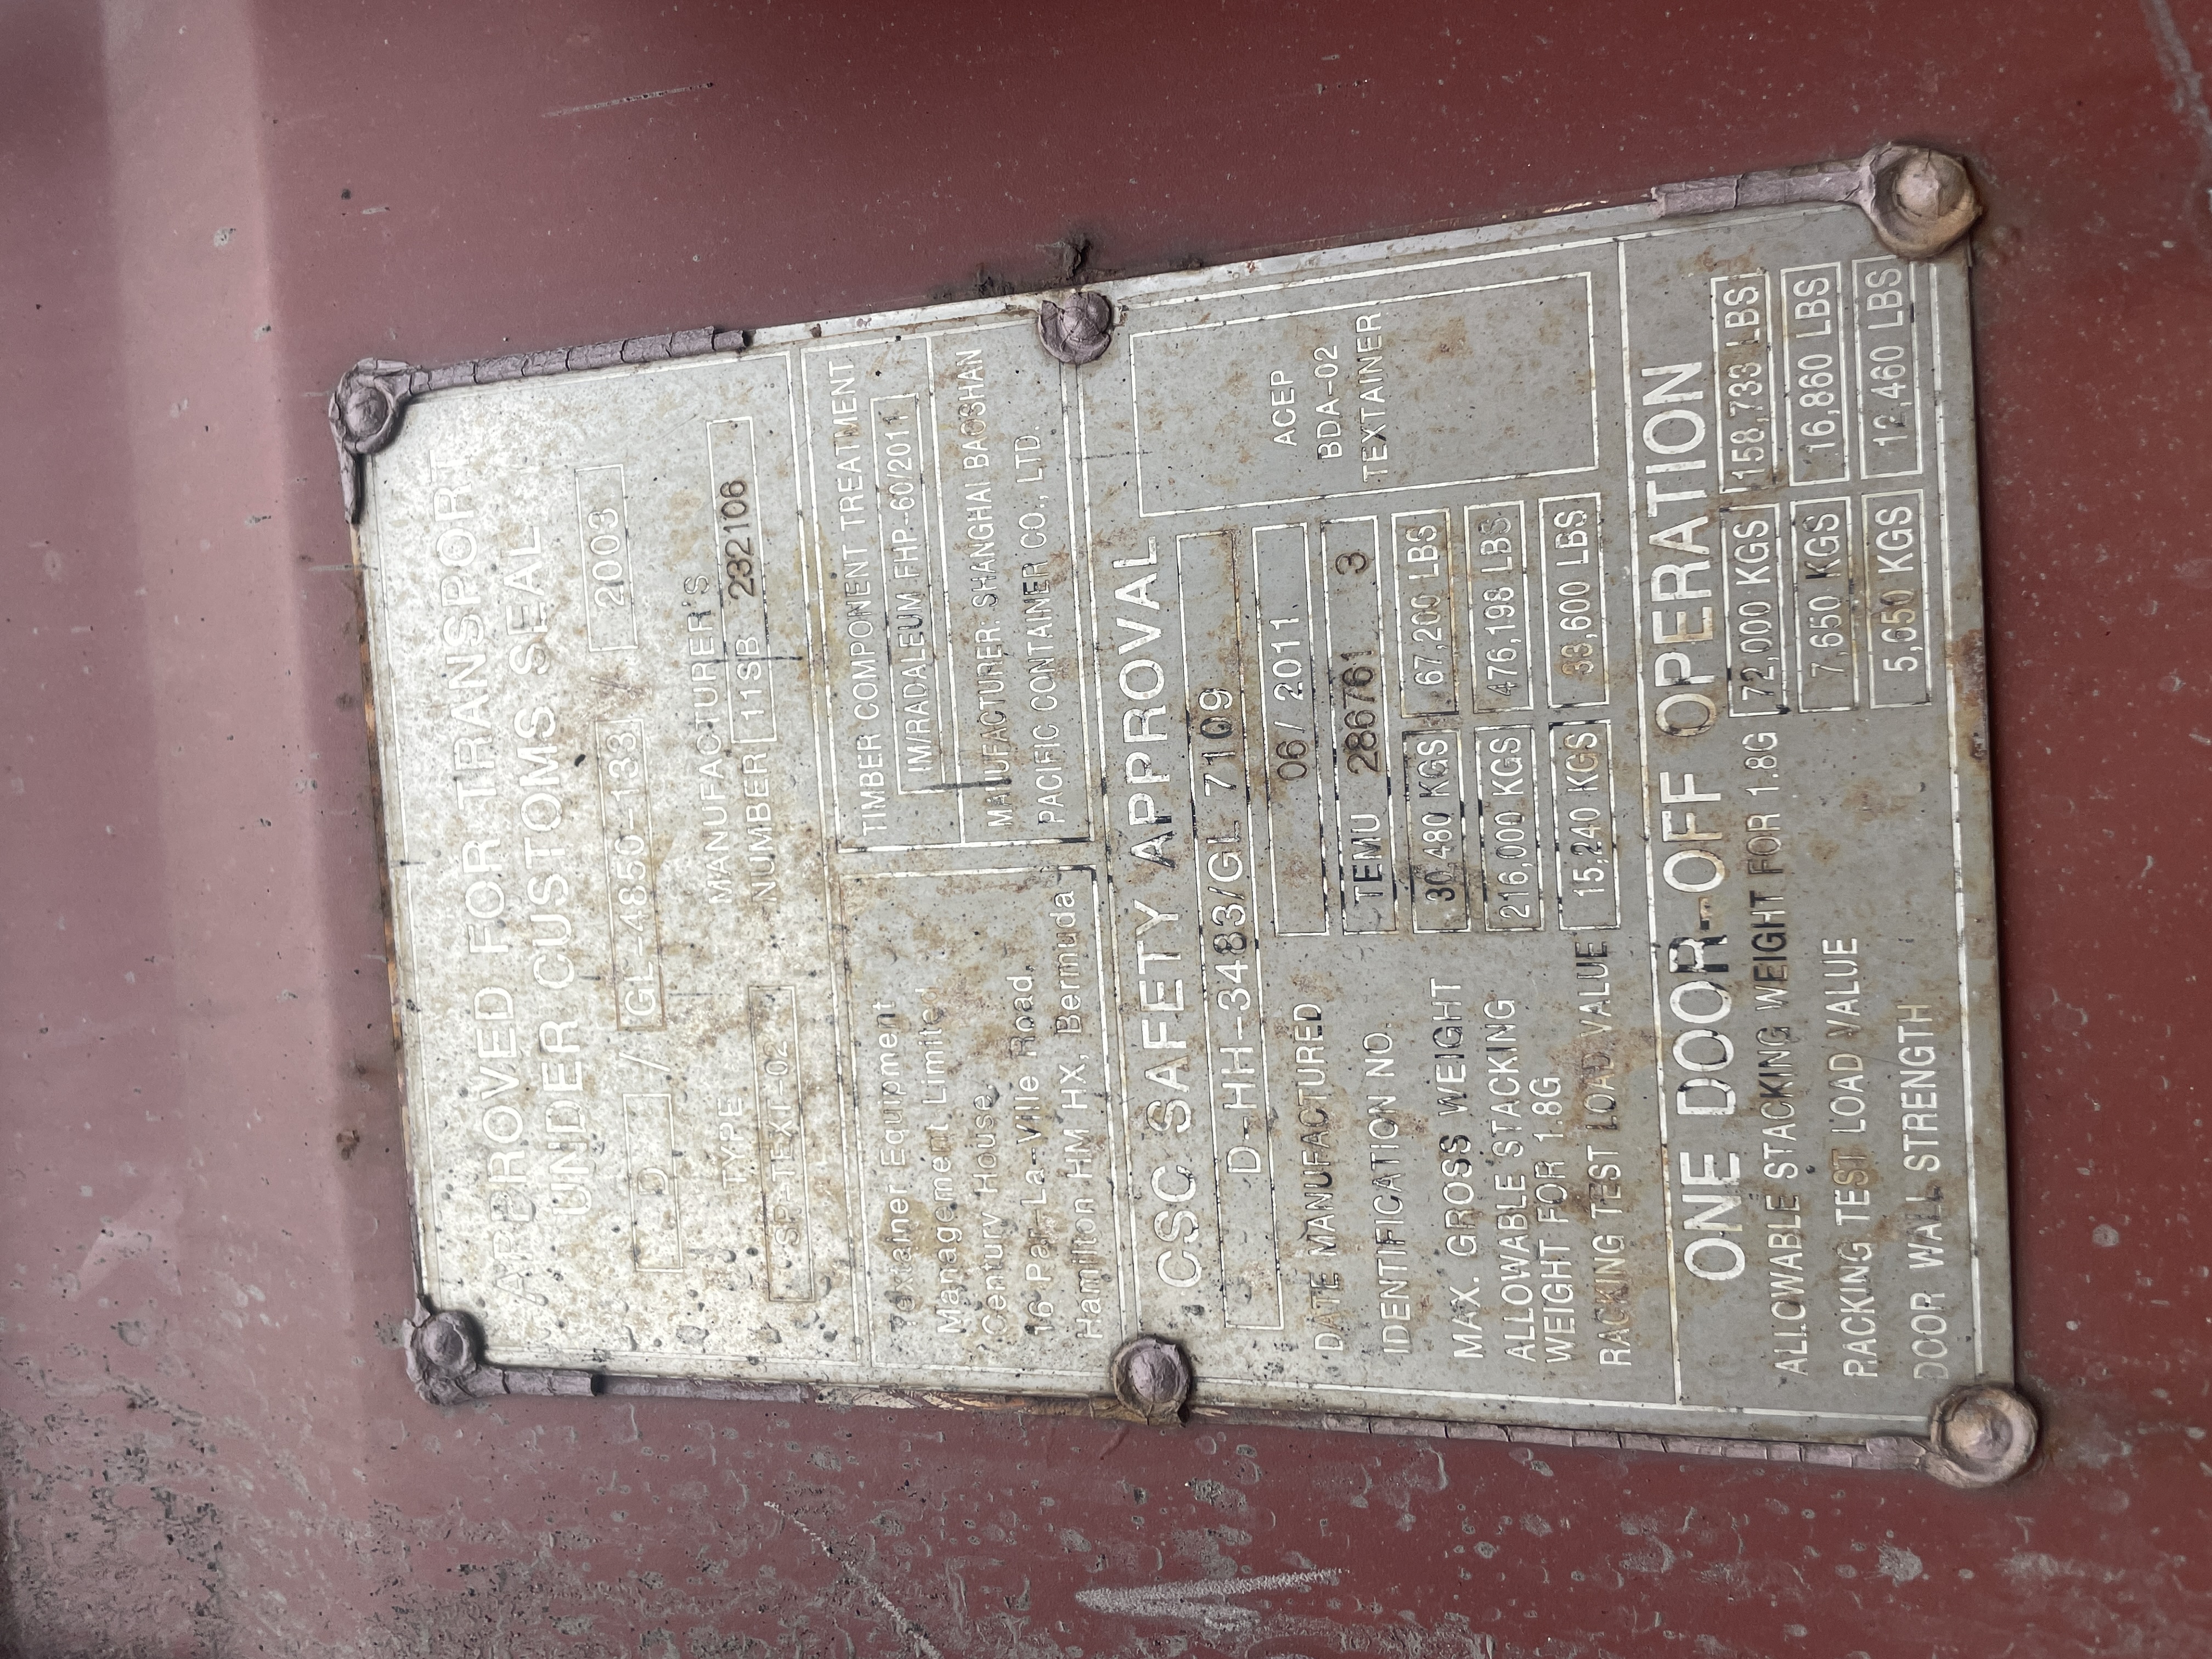 APPROVED FOR TRANSPORT
UNDER CUSTOMS SEAL
D / GL-4850-133 / 2003
TYPE MANUFACTURER'S
SP-TEXT-02 NUMBER 11SB 232106
Textainer Equipment
Management Limited
Century House,
16 Par-La-Ville Road,
Hamilton HM HX, Bermuda
TIMBER COMPONENT TREATMENT
IM/RADALEUM FHP-60/2011
MANUFACTURER: SHANGHAI BAOSHAN
PACIFIC CONTAINER CO., LTD.
CSC SAFETY APPROVAL
D-HH-3483/GL 7109
DATE MANUFACTURED 06 / 2011
IDENTIFICATION NO. TEMU 286761 3
MAX. GROSS WEIGHT 30,480 KGS 67,200 LBS
ALLOWABLE STACKING
WEIGHT FOR 1.8G 216,000 KGS 476,198 LBS
RACKING TEST LOAD VALUE 15,240 KGS 33,600 LBS
ACEP
BDA-02
TEXTAINER
ONE DOOR-OFF OPERATION
ALLOWABLE STACKING WEIGHT FOR 1.8G 72,000 KGS 158,733 LBS
RACKING TEST LOAD VALUE 7,650 KGS 16,860 LBS
DOOR WALL STRENGTH 5,650 KGS 12,460 LBS